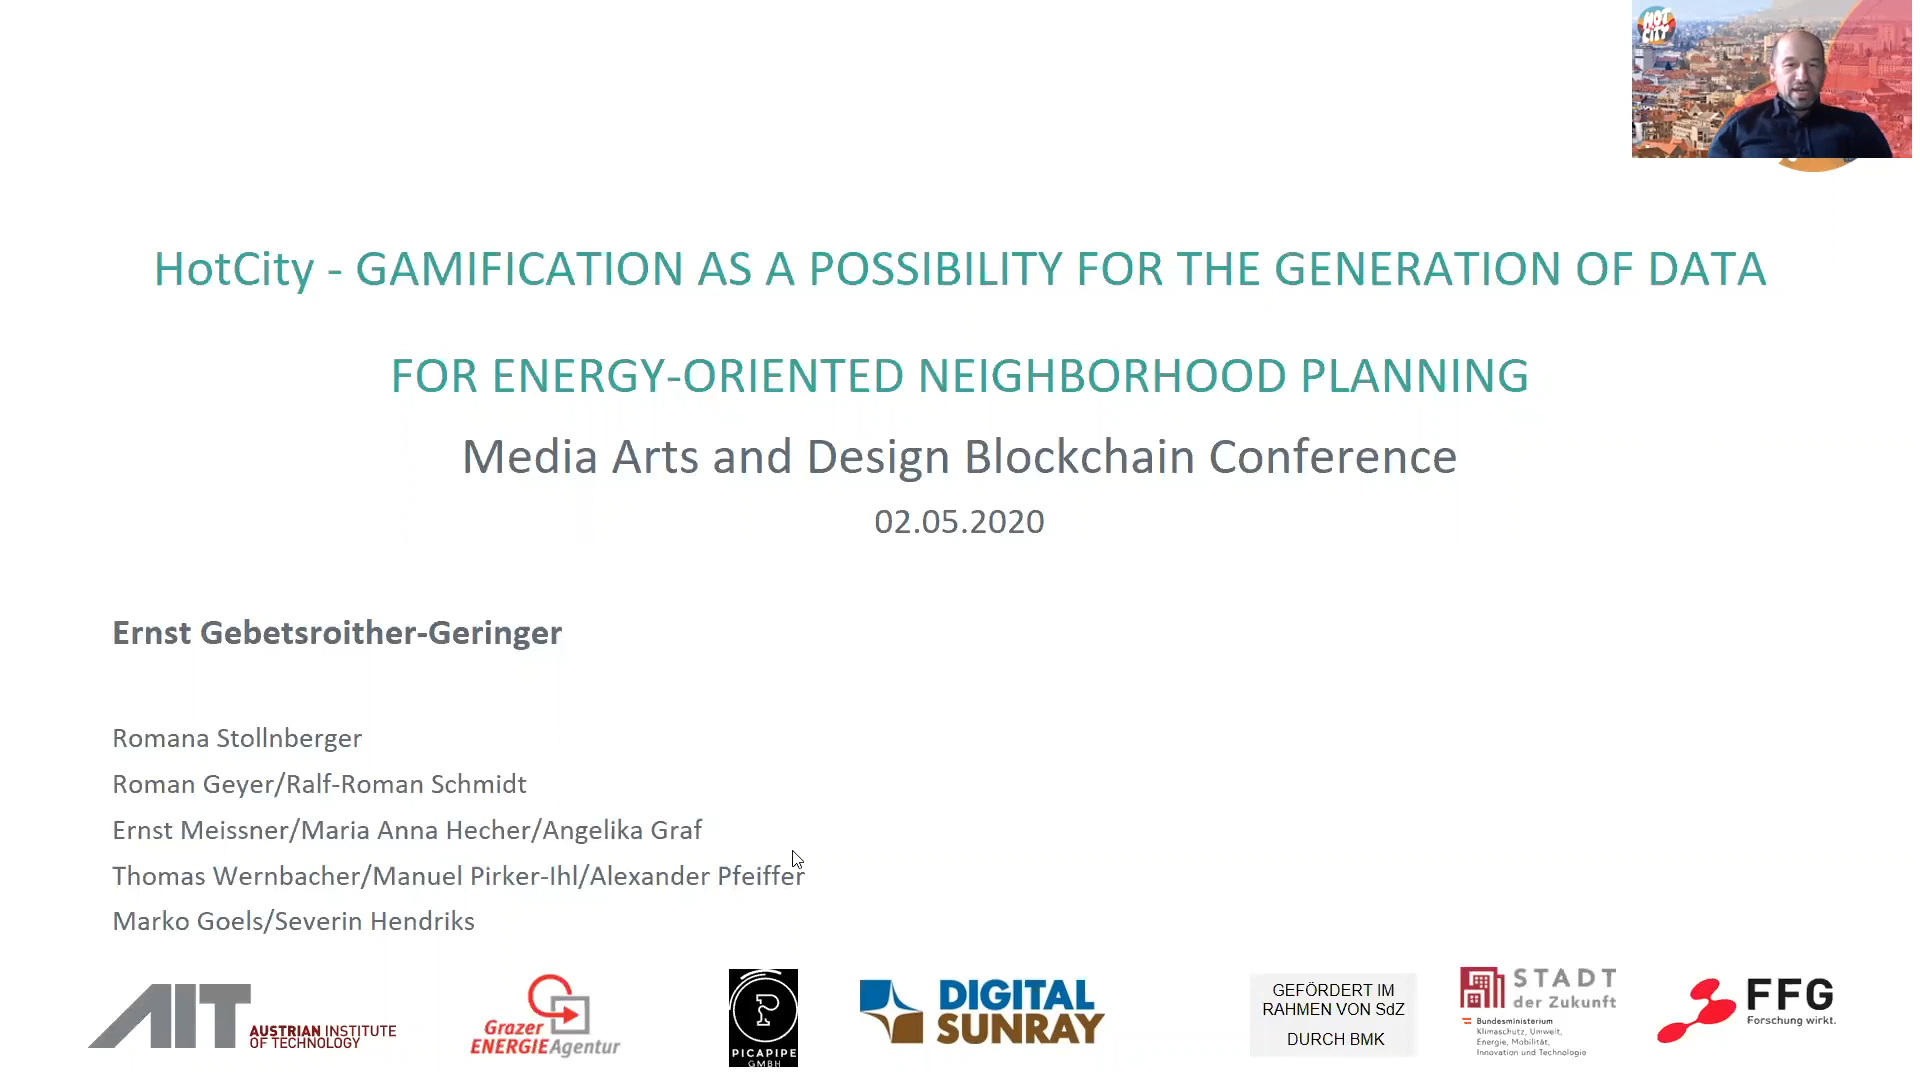 HOT
CITY
HotCity - GAMIFICATION AS A POSSIBILITY FOR THE GENERATION OF DATA
FOR ENERGY-ORIENTED NEIGHBORHOOD PLANNING
Media Arts and Design Blockchain Conference
02.05.2020
Ernst Gebetsroither-Geringer
Romana Stollnberger
Roman Geyer/Ralf-Roman Schmidt
Ernst Meissner/Maria Anna Hecher/Angelika Graf
Thomas Wernbacher/Manuel Pirker-Ihl/Alexander Pfeiffer
Marko Goels/Severin Hendriks
AIT
AUSTRIAN INSTITUTE
OF TECHNOLOGY
Grazer
ENERGIEAgentur
P
PICAPIPE
GMBH
DIGITAL
SUNRAY
GEFÖRDERT IM
RAHMEN VON SdZ
DURCH BMK
STADT
der Zukunft
Bundesministerium
Klimaschutz, Umwelt,
Energie, Mobilität,
Innovation und Technologie
FFG
Forschung wirkt.